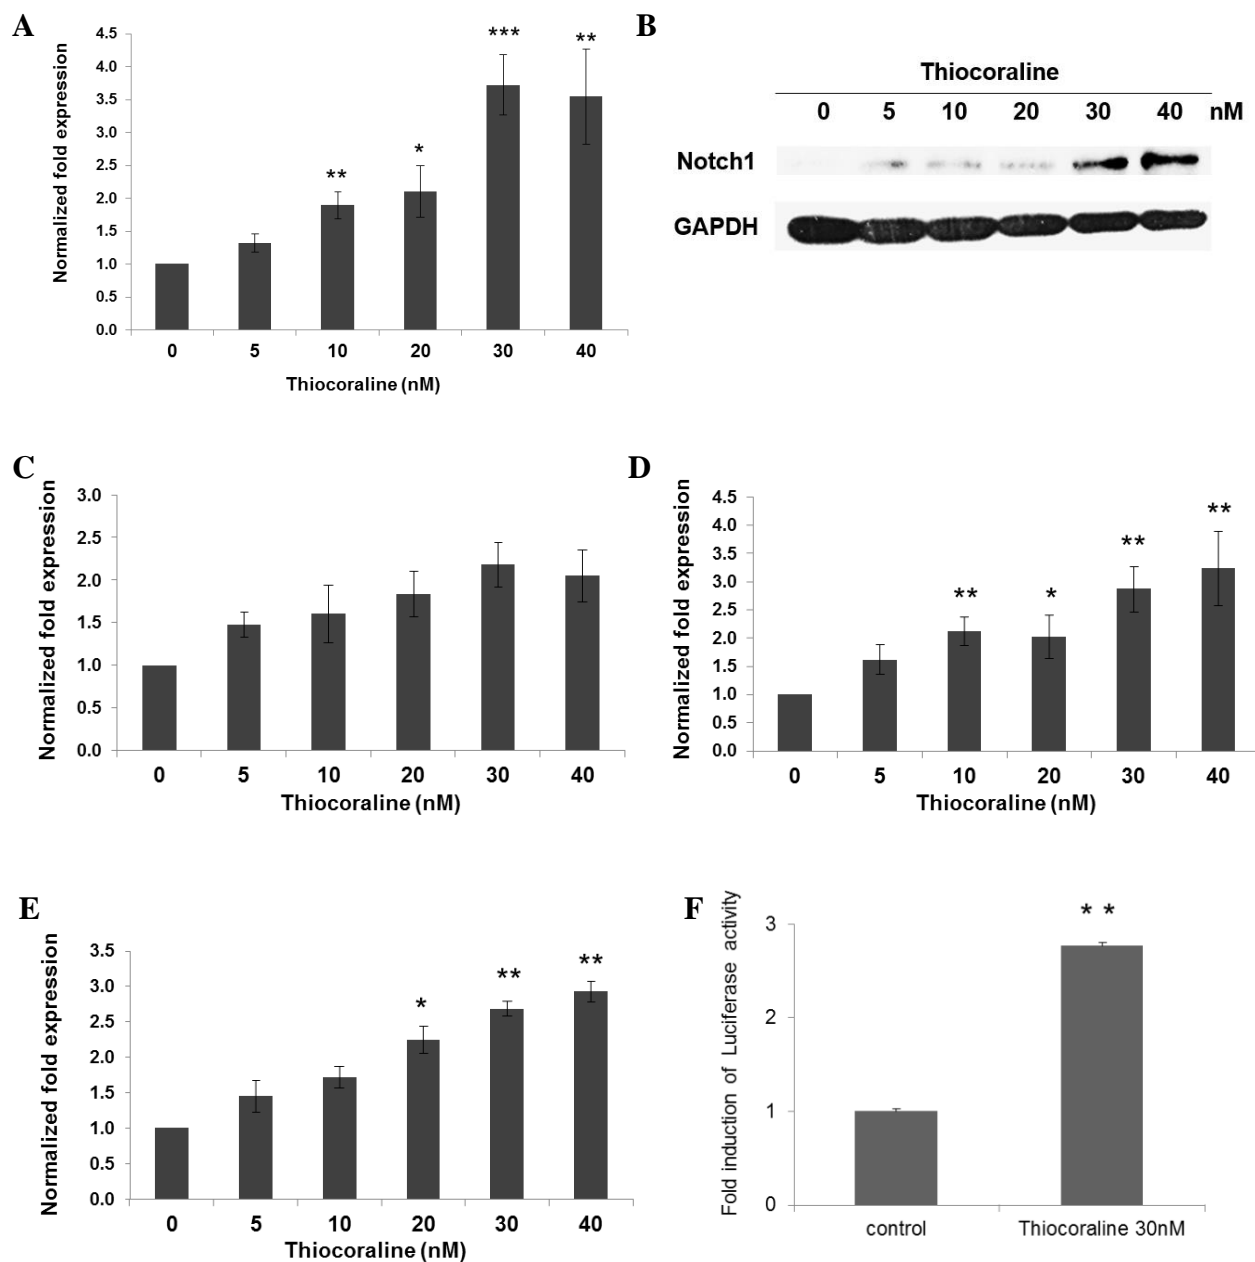 A
Normalized fold expression
4.5
4.0
3.5
3.0
2.5
2.0
1.5
1.0
0.5
0.0
**
*
***
**
0 5 10 20 30 40
Thiocoraline (nM)
B
Thiocoraline
0 5 10 20 30 40 nM
Notch1
GAPDH
C
Normalized fold expression
3.0
2.5
2.0
1.5
1.0
0.5
0.0
0 5 10 20 30 40
Thiocoraline (nM)
D
Normalized fold expression
4.5
4.0
3.5
3.0
2.5
2.0
1.5
1.0
0.5
0.0
**
*
**
**
0 5 10 20 30 40
Thiocoraline (nM)
E
Normalized fold expression
3.5
3.0
2.5
2.0
1.5
1.0
0.5
0.0
*
**
**
0 5 10 20 30 40
Thiocoraline (nM)
F
Fold induction of Luciferase activity
3
2
1
0
* *
control Thiocoraline 30nM